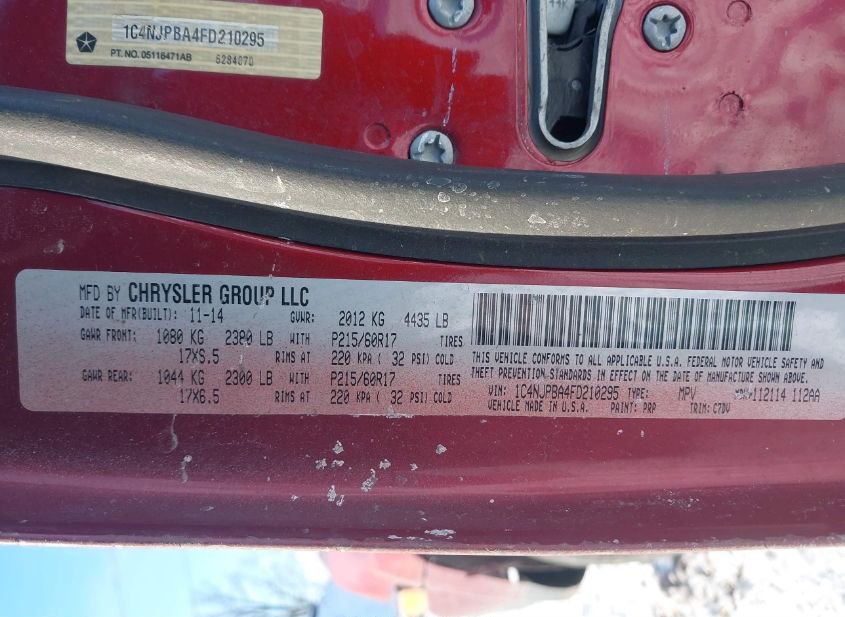 1C4NJPBA4FD210295
PT. NO. 05116471AB 6284070
MFD BY CHRYSLER GROUP LLC
DATE OF MFR(BUILT): 11-14 GVWR: 2012 KG 4435 LB
GAWR FRONT: 1080 KG 2380 LB WITH P215/60R17 TIRES
17X6.5 RIMS AT 220 KPA ( 32 PSI) COLD
GAWR REAR: 1044 KG 2300 LB WITH P215/60R17 TIRES
17X6.5 RIMS AT 220 KPA ( 32 PSI) COLD
THIS VEHICLE CONFORMS TO ALL APPLICABLE U.S.A. FEDERAL MOTOR VEHICLE SAFETY AND
THEFT PREVENTION STANDARDS IN EFFECT ON THE DATE OF MANUFACTURE SHOWN ABOVE.
VIN: 1C4NJPBA4FD210295 TYPE: MPV MDH: 112114 112AA
VEHICLE MADE IN U.S.A. PAINT: PRP TRIM: C7DV